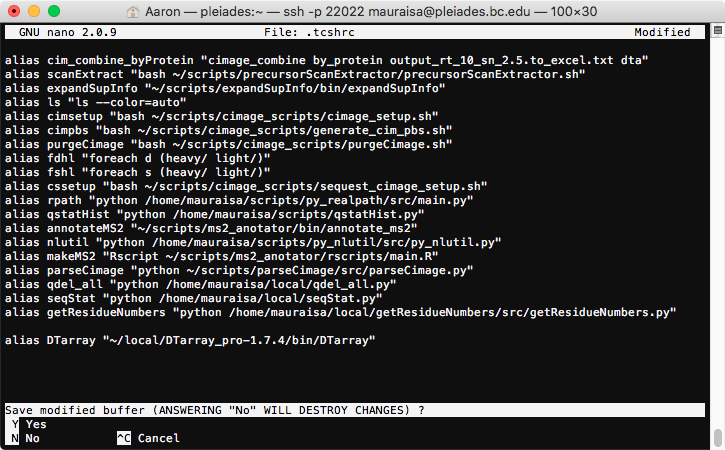 Aaron — pleiades:~ — ssh -p 22022 mauraisa@pleiades.bc.edu — 100×30
GNU nano 2.0.9 File: .tcshrc Modified
alias cim_combine_byProtein "cimage_combine by_protein output_rt_10_sn_2.5.to_excel.txt dta"
alias scanExtract "bash ~/scripts/precursorScanExtractor/precursorScanExtractor.sh"
alias expandSupInfo "~/scripts/expandSupInfo/bin/expandSupInfo"
alias ls "ls --color=auto"
alias cimsetup "bash ~/scripts/cimage_scripts/cimage_setup.sh"
alias cimpbs "bash ~/scripts/cimage_scripts/generate_cim_pbs.sh"
alias purgeCimage "bash ~/scripts/cimage_scripts/purgeCimage.sh"
alias fdhl "foreach d (heavy/ light/)"
alias fshl "foreach s (heavy/ light/)"
alias cssetup "bash ~/scripts/cimage_scripts/sequest_cimage_setup.sh"
alias rpath "python /home/mauraisa/scripts/py_realpath/src/main.py"
alias qstatHist "python /home/mauraisa/scripts/qstatHist.py"
alias annotateMS2 "~/scripts/ms2_anotator/bin/annotate_ms2"
alias nlutil "python /home/mauraisa/scripts/py_nlutil/src/py_nlutil.py"
alias makeMS2 "Rscript ~/scripts/ms2_anotator/rscripts/main.R"
alias parseCimage "python ~/scripts/parseCimage/src/parseCimage.py"
alias qdel_all "python /home/mauraisa/local/qdel_all.py"
alias seqStat "python /home/mauraisa/local/seqStat.py"
alias getResidueNumbers "python /home/mauraisa/local/getResidueNumbers/src/getResidueNumbers.py"
alias DTarray "~/local/DTarray_pro-1.7.4/bin/DTarray"
Save modified buffer (ANSWERING "No" WILL DESTROY CHANGES) ?
Y Yes
N No ^C Cancel